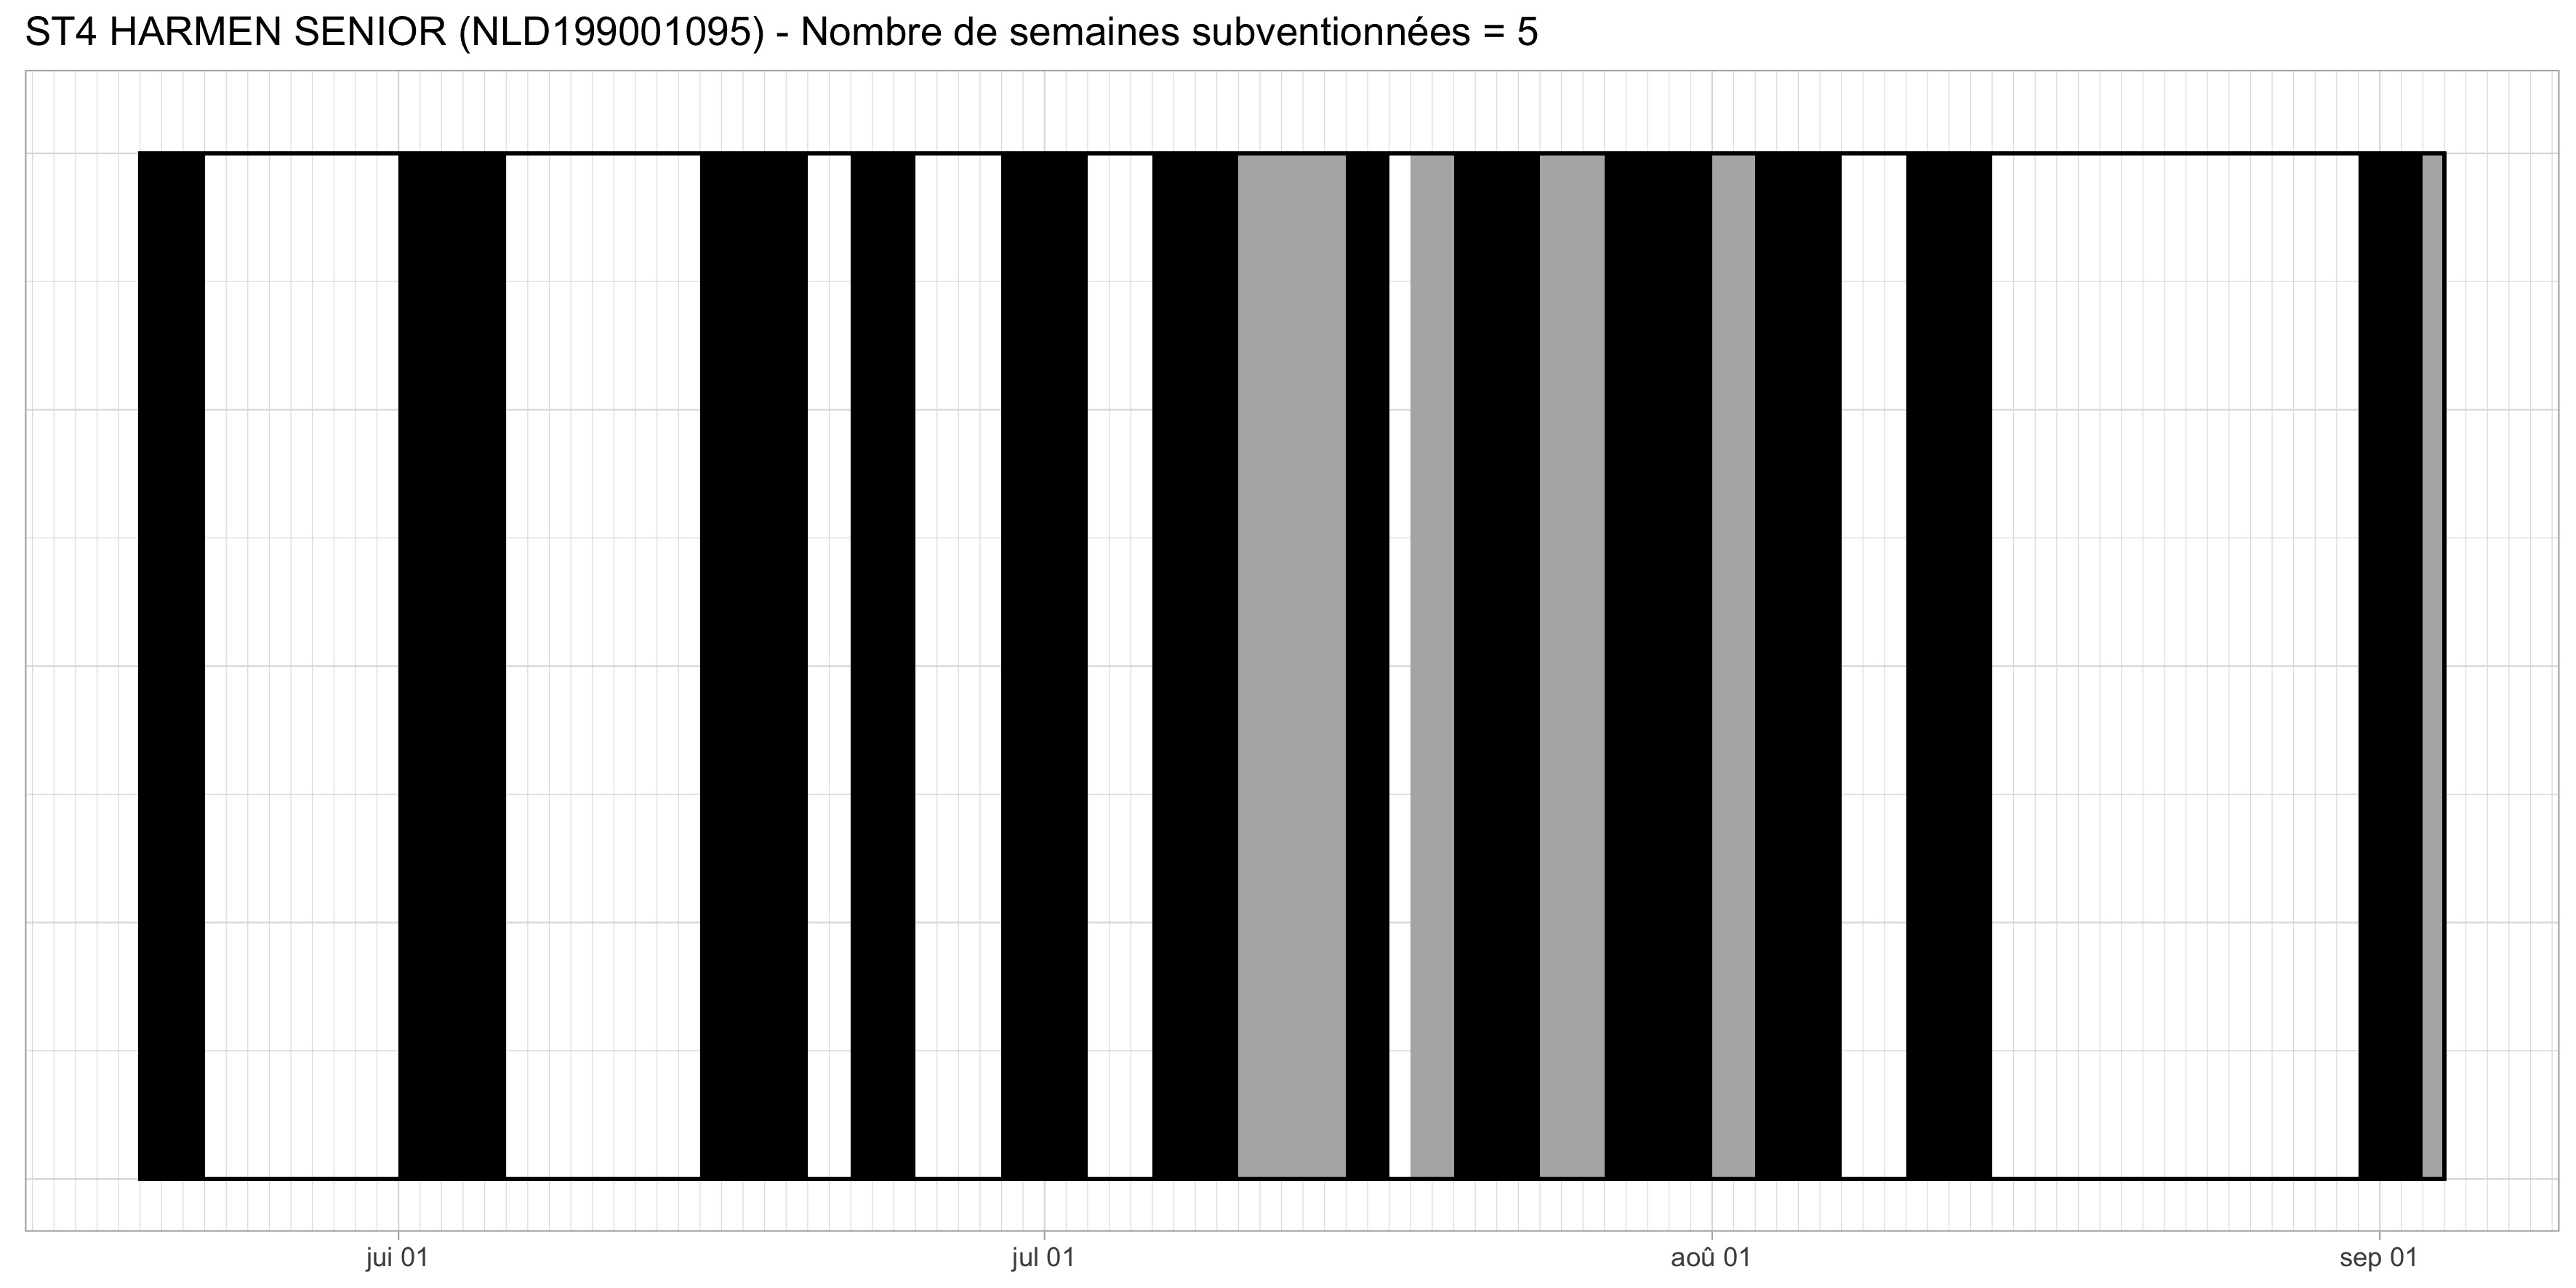 ST4 HARMEN SENIOR (NLD199001095) - Nombre de semaines subventionnées = 5
jui 01
jul 01
aoû 01
sep 01